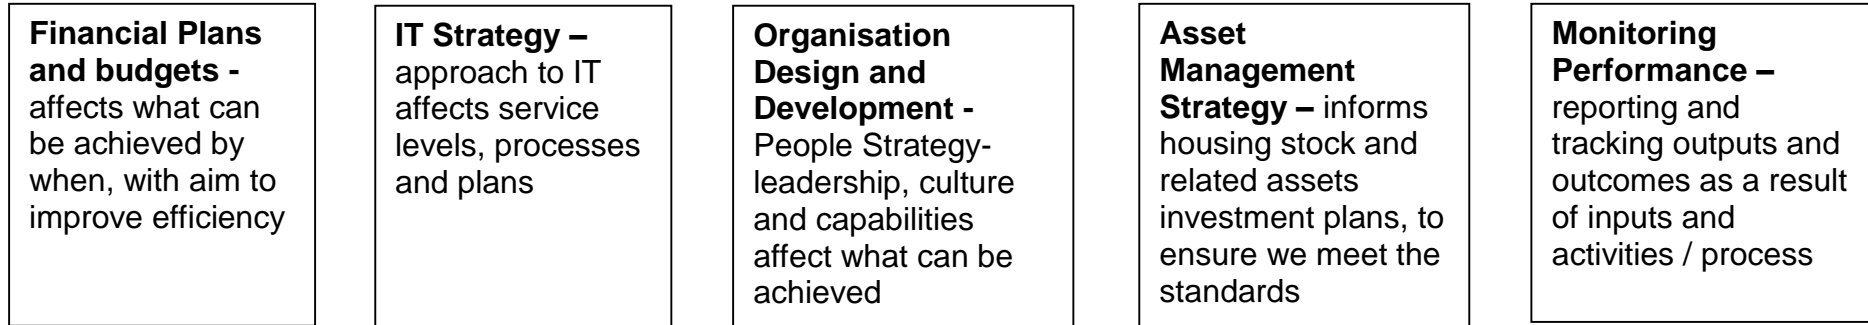 Financial Plans
and budgets -
affects what can
be achieved by
when, with aim to
improve efficiency
IT Strategy –
approach to IT
affects service
levels, processes
and plans
Organisation
Design and
Development -
People Strategy-
leadership, culture
and capabilities
affect what can be
achieved
Asset
Management
Strategy – informs
housing stock and
related assets
investment plans, to
ensure we meet the
standards
Monitoring
Performance –
reporting and
tracking outputs and
outcomes as a result
of inputs and
activities / process